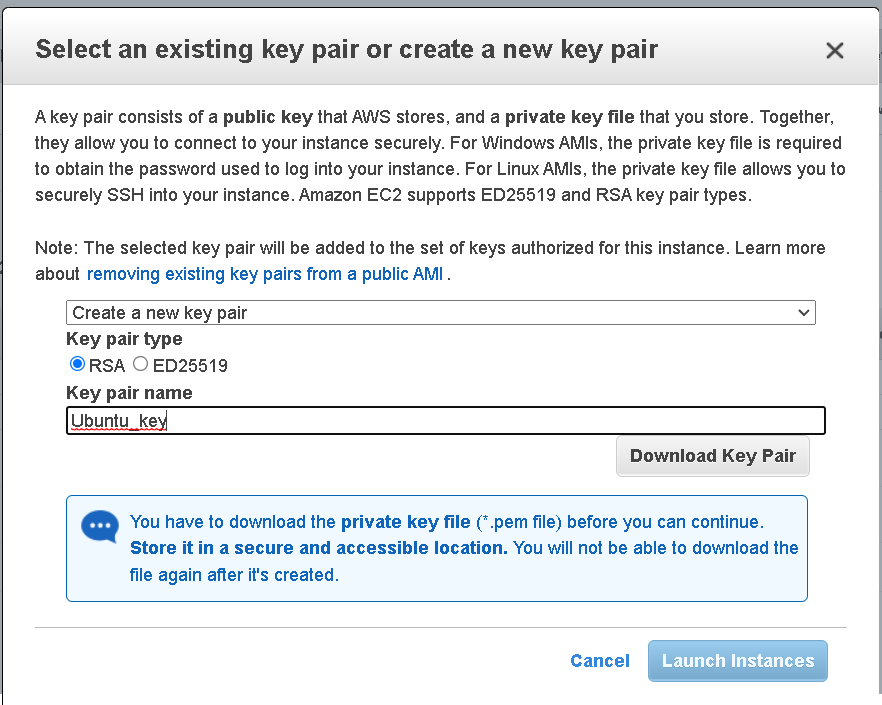 Select an existing key pair or create a new key pair
A key pair consists of a public key that AWS stores, and a private key file that you store. Together,
they allow you to connect to your instance securely. For Windows AMIs, the private key file is required
to obtain the password used to log into your instance. For Linux AMIs, the private key file allows you to
securely SSH into your instance. Amazon EC2 supports ED25519 and RSA key pair types.
Note: The selected key pair will be added to the set of keys authorized for this instance. Learn more
about removing existing key pairs from a public AMI .
Create a new key pair
Key pair type
RSA ED25519
Key pair name
Ubuntu_key
Download Key Pair
You have to download the private key file (*.pem file) before you can continue.
Store it in a secure and accessible location. You will not be able to download the
file again after it's created.
Cancel Launch Instances